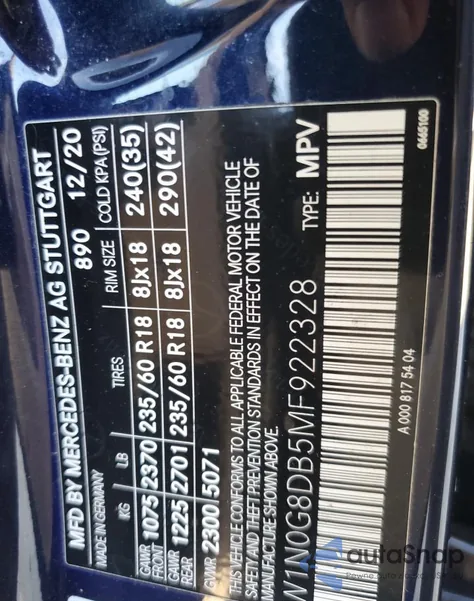 MFD BY MERCEDES-BENZ AG STUTTGART
MADE IN GERMANY 890 12/20
KG LB TIRES RIM SIZE COLD KPA(PSI)
GAWR FRONT 1075 2370 235/60 R18 8Jx18 240(35)
GAWR REAR 1225 2701 235/60 R18 8Jx18 290(42)
GVWR 2300 5071
THIS VEHICLE CONFORMS TO ALL APPLICABLE FEDERAL MOTOR VEHICLE
SAFETY AND THEFT PREVENTION STANDARDS IN EFFECT ON THE DATE OF
MANUFACTURE SHOWN ABOVE.
W1N0G8DB5MF922328 TYPE: MPV
A 000 817 54 04
0665100
autoSnap